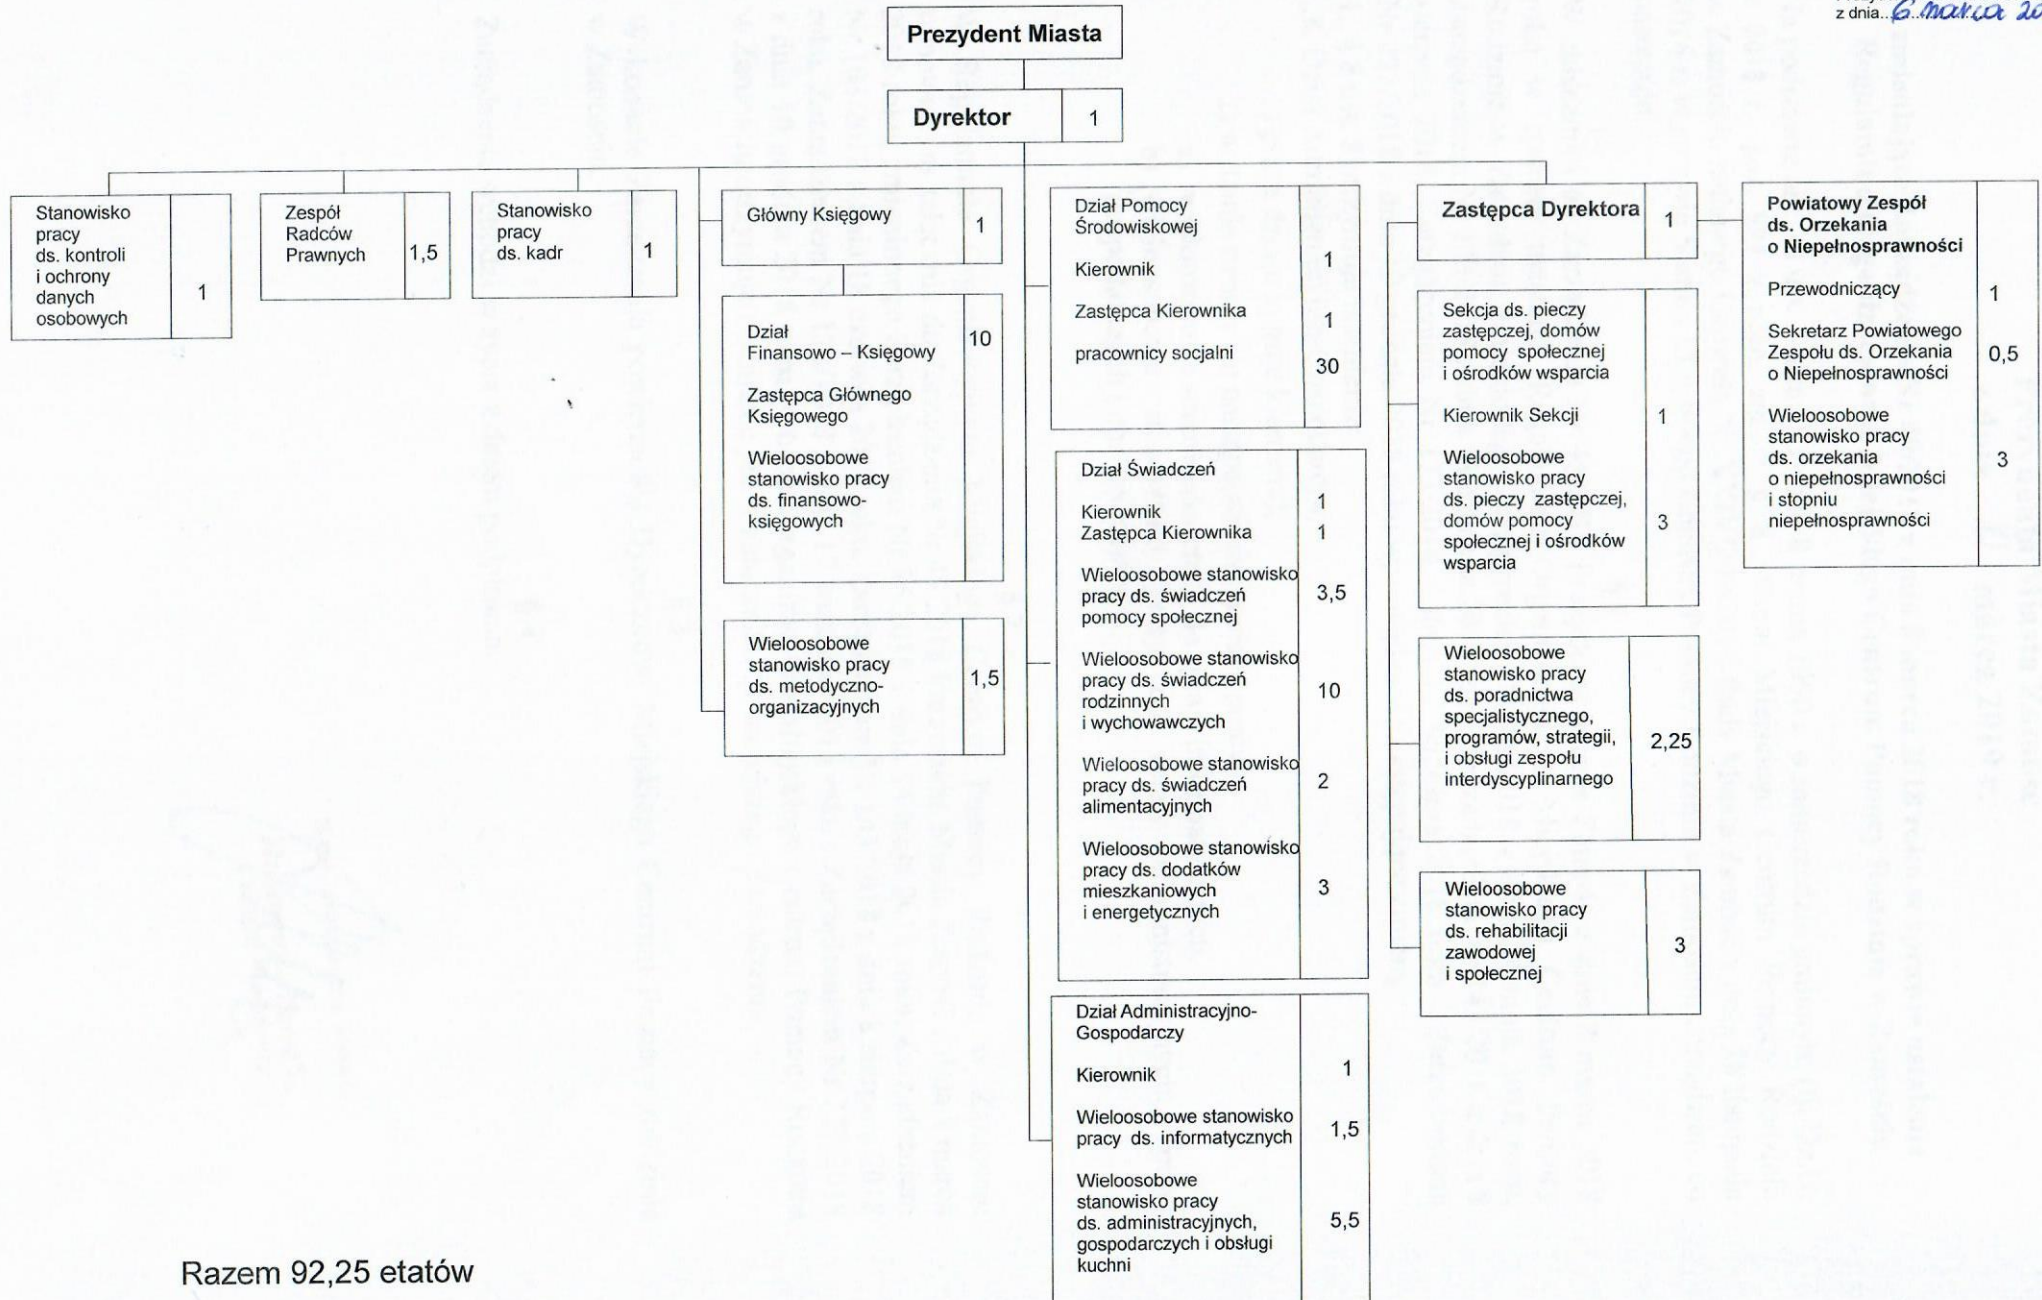 z dnia.. 6 marca 20
Prezydent Miasta
Dyrektor 1
Stanowisko
pracy
ds. kontroli
i ochrony
danych
osobowych
1
Zespół
Radców
Prawnych
1,5
Stanowisko
pracy
ds. kadr
1
Główny Księgowy 1
Dział
Finansowo – Księgowy
10
Zastępca Głównego
Księgowego
Wieloosobowe
stanowisko pracy
ds. finansowo-
księgowych
Wieloosobowe
stanowisko pracy
ds. metodyczno-
organizacyjnych
1,5
Dział Pomocy
Środowiskowej
Kierownik 1
Zastępca Kierownika 1
pracownicy socjalni 30
Dział Świadczeń
Kierownik 1
Zastępca Kierownika 1
Wieloosobowe stanowisko
pracy ds. świadczeń
pomocy społecznej
3,5
Wieloosobowe stanowisko
pracy ds. świadczeń
rodzinnych
i wychowawczych
10
Wieloosobowe stanowisko
pracy ds. świadczeń
alimentacyjnych
2
Wieloosobowe stanowisko
pracy ds. dodatków
mieszkaniowych
i energetycznych
3
Dział Administracyjno-
Gospodarczy
Kierownik 1
Wieloosobowe stanowisko
pracy ds. informatycznych
1,5
Wieloosobowe
stanowisko pracy
ds. administracyjnych,
gospodarczych i obsługi
kuchni
5,5
Zastępca Dyrektora 1
Sekcja ds. pieczy
zastępczej, domów
pomocy społecznej
i ośrodków wsparcia
Kierownik Sekcji 1
Wieloosobowe
stanowisko pracy
ds. pieczy zastępczej,
domów pomocy
społecznej i ośrodków
wsparcia
3
Wieloosobowe
stanowisko pracy
ds. poradnictwa
specjalistycznego,
programów, strategii,
i obsługi zespołu
interdyscyplinarnego
2,25
Wieloosobowe
stanowisko pracy
ds. rehabilitacji
zawodowej
i społecznej
3
Powiatowy Zespół
ds. Orzekania
o Niepełnosprawności
Przewodniczący 1
Sekretarz Powiatowego
Zespołu ds. Orzekania
o Niepełnosprawności
0,5
Wieloosobowe
stanowisko pracy
ds. orzekania
o niepełnosprawności
i stopniu
niepełnosprawności
3
Razem 92,25 etatów